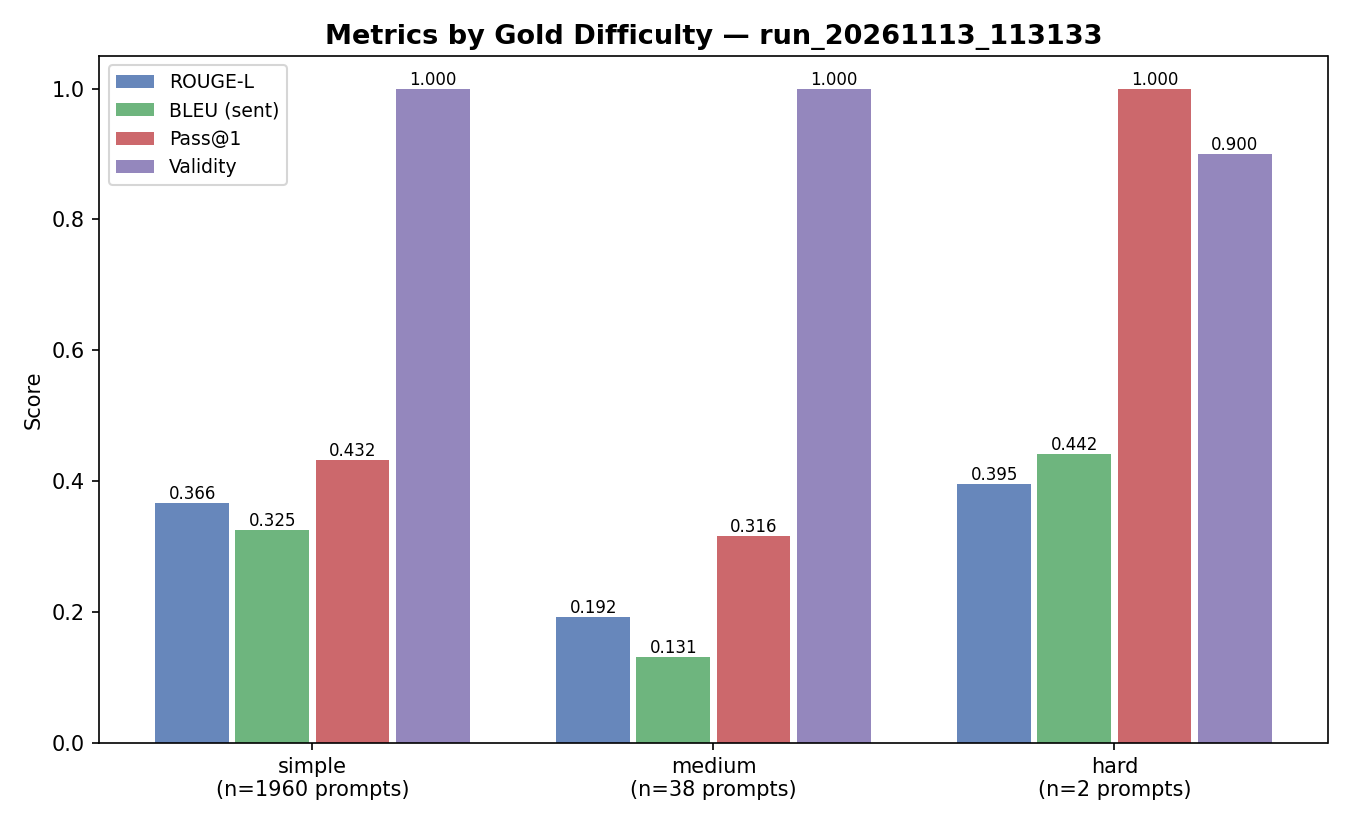 Metrics by Gold Difficulty — run_20261113_113133
ROUGE-L
BLEU (sent)
Pass@1
Validity
Score
1.0
0.8
0.6
0.4
0.2
0.0
0.366
0.325
0.432
1.000
0.192
0.131
0.316
1.000
0.395
0.442
1.000
0.900
simple
(n=1960 prompts)
medium
(n=38 prompts)
hard
(n=2 prompts)